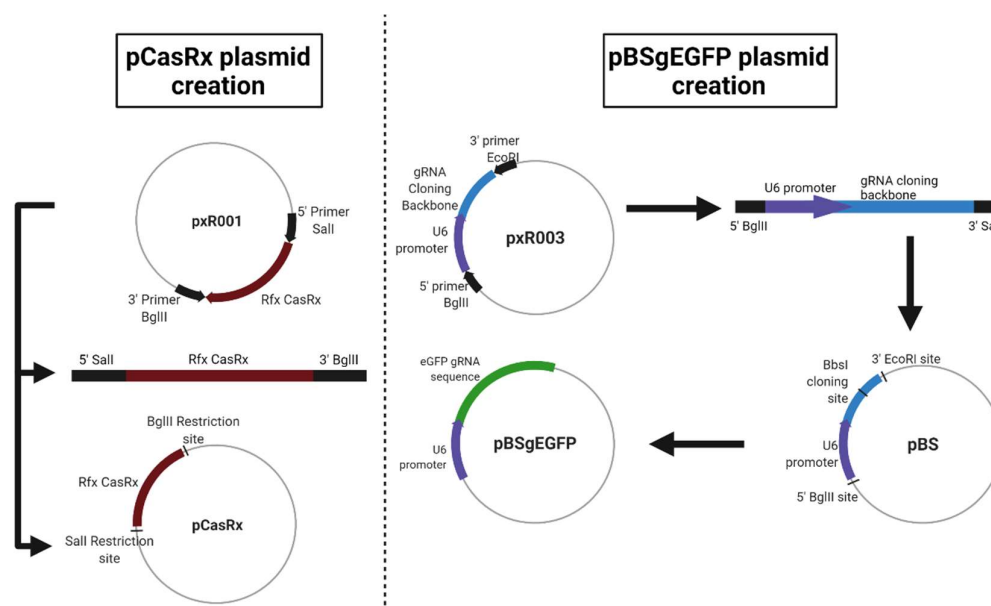 pCasRx plasmid
creation
pxR001
5' Primer
SalI
3' Primer
BglII
Rfx CasRx
5' SalI
Rfx CasRx
3' BglII
BglII Restriction
site
Rfx CasRx
pCasRx
SalI Restriction
site
pBSgEGFP plasmid
creation
3' primer
EcoRI
gRNA
Cloning
Backbone
U6
promoter
pxR003
5' primer
BglII
U6 promoter
gRNA cloning
backbone
5' BglII
3' Sa
BbsI
cloning
site
3' EcoRI site
U6
promoter
pBS
5' BglII site
eGFP gRNA
sequence
pBSgEGFP
U6
promoter